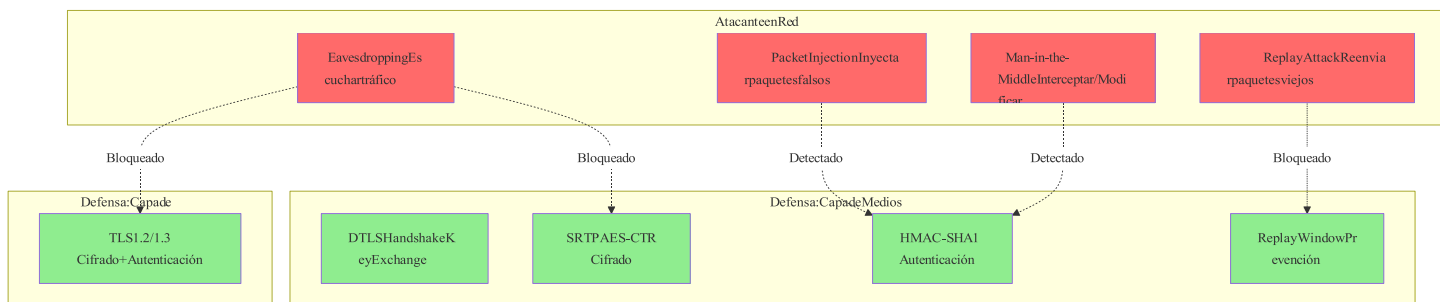 AtacanteenRed
EavesdroppingEs
cuchartráfico
PacketInjectionInyecta
rpaquetesfalsos
Man-in-the-
MiddleInterceptar/Modi
ficar
ReplayAttackReenvia
rpaquetesviejos
Bloqueado
Bloqueado
Detectado
Detectado
Bloqueado
Defensa:Capade
TLS1.2/1.3
Cifrado+Autenticación
Defensa:CapadeMedios
DTLSHandshakeK
eyExchange
SRTPAES-CTR
Cifrado
HMAC-SHA1
Autenticación
ReplayWindowPr
evención